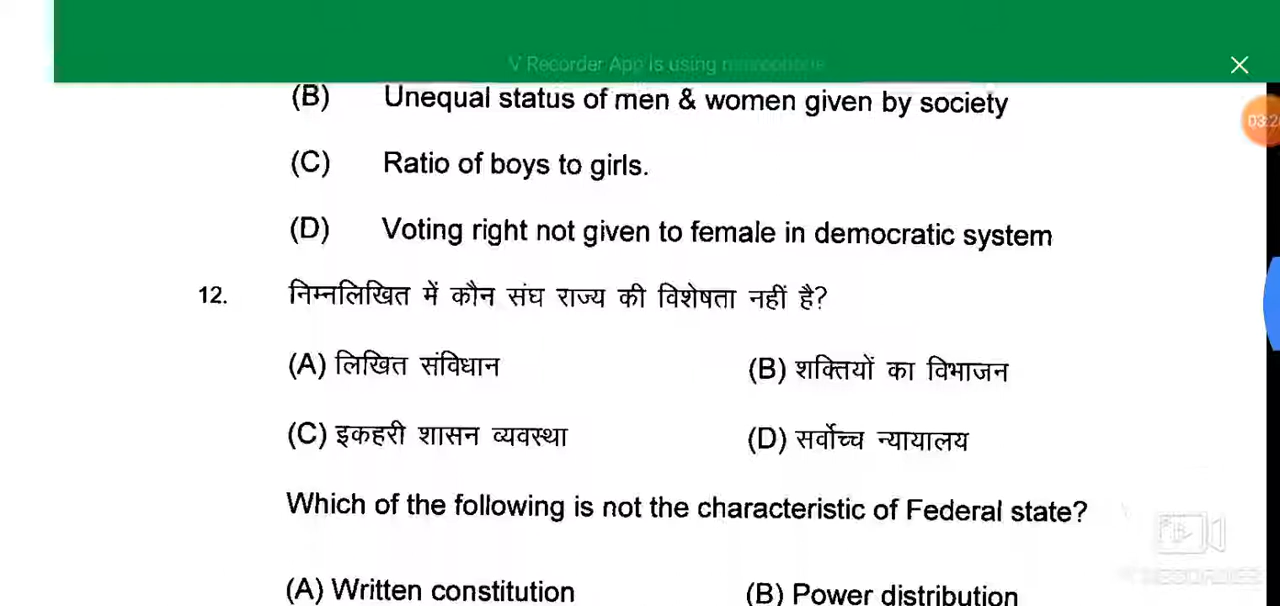 V Recorder App is using microphone
(B) Unequal status of men & women given by society
(C) Ratio of boys to girls.
(D) Voting right not given to female in democratic system
12. निम्नलिखित में कौन संघ राज्य की विशेषता नहीं है?
(A) लिखित संविधान (B) शक्तियों का विभाजन
(C) इकहरी शासन व्यवस्था (D) सर्वोच्च न्यायालय
Which of the following is not the characteristic of Federal state?
(A) Written constitution (B) Power distribution